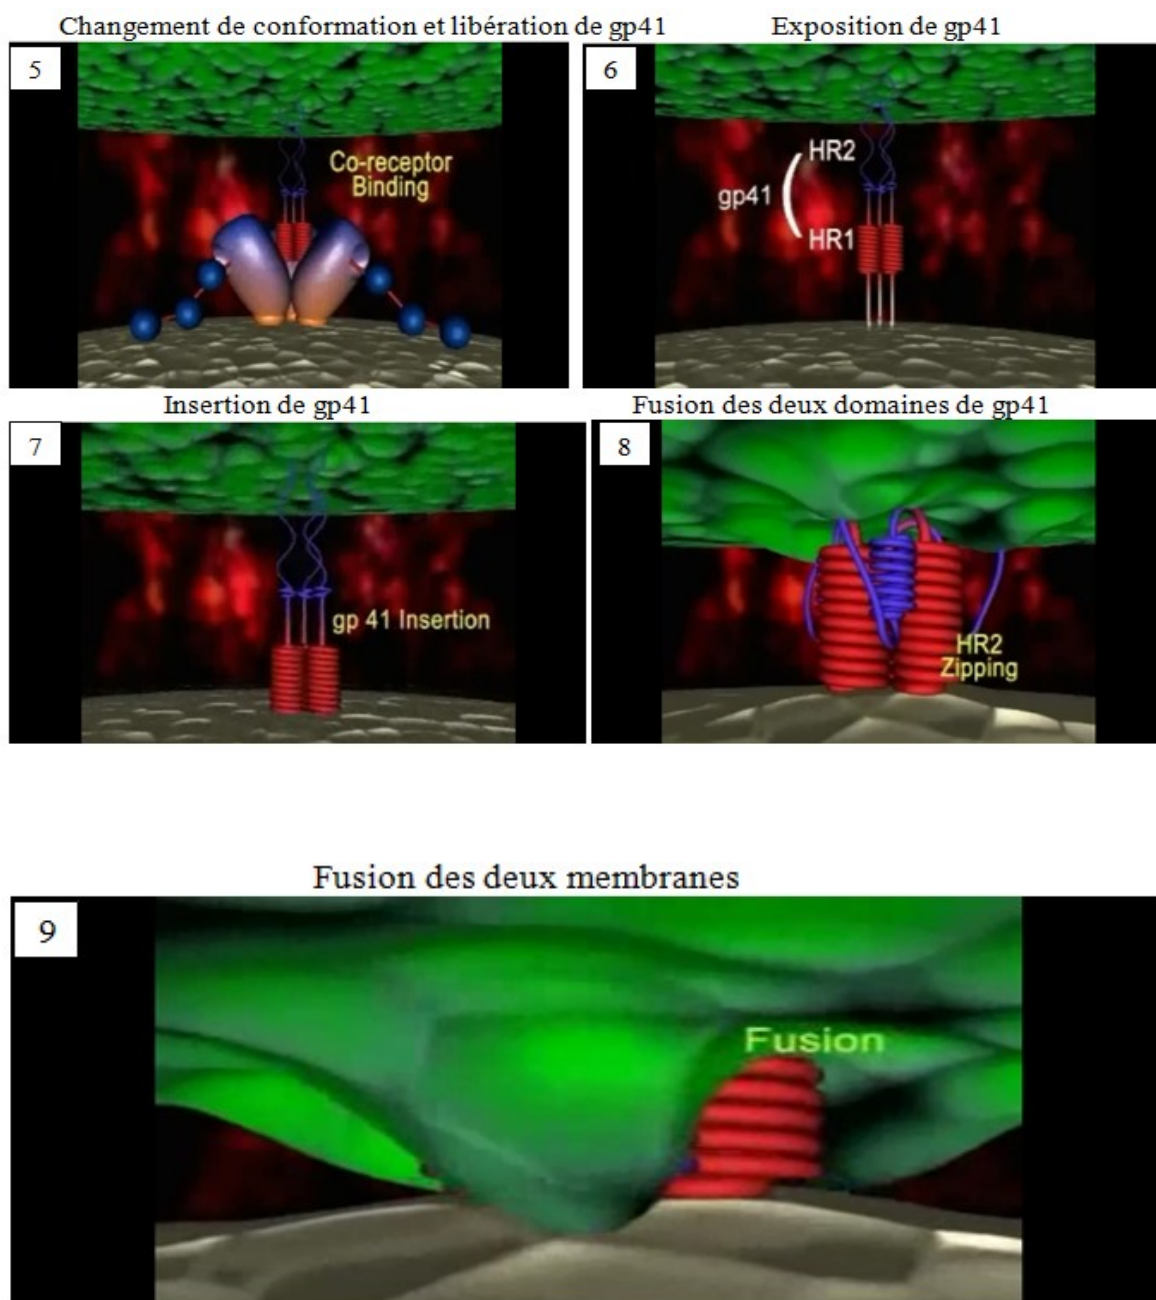 Changement de conformation et libération de gp41
Exposition de gp41
5
Co-receptor
Binding
6
HR2
gp41
HR1
Insertion de gp41
Fusion des deux domaines de gp41
7
gp 41 Insertion
8
HR2
Zipping
Fusion des deux membranes
9
Fusion